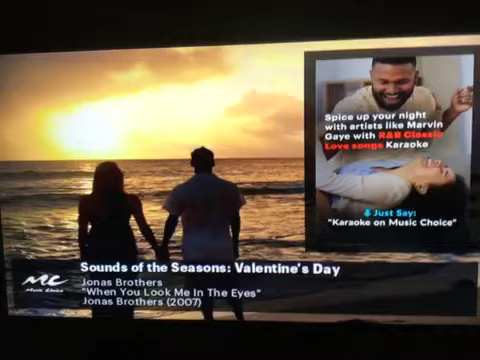 Spice up your night
with artists like Marvin
Gaye with R&B Classic
Love songs Karaoke
Just Say:
"Karaoke on Music Choice"
Sounds of the Seasons: Valentine's Day
Jonas Brothers
"When You Look Me In The Eyes"
Jonas Brothers (2007)
MC
Music Choice